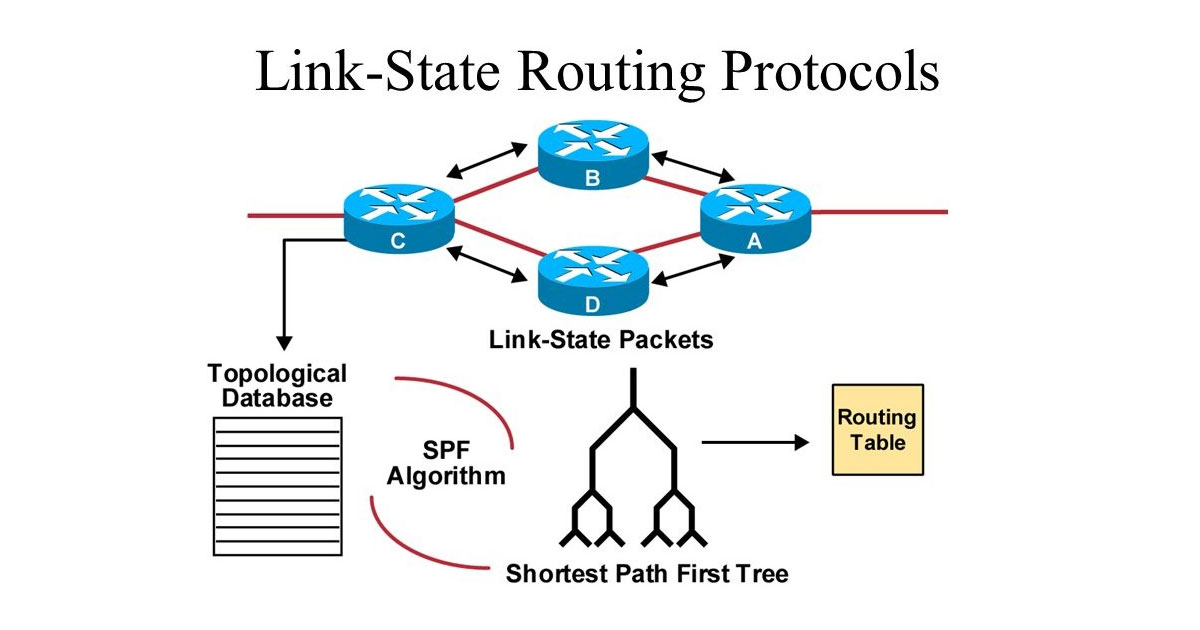 Link-State Routing Protocols
B
C
A
D
Link-State Packets
Topological
Database
SPF
Algorithm
Routing
Table
Shortest Path First Tree